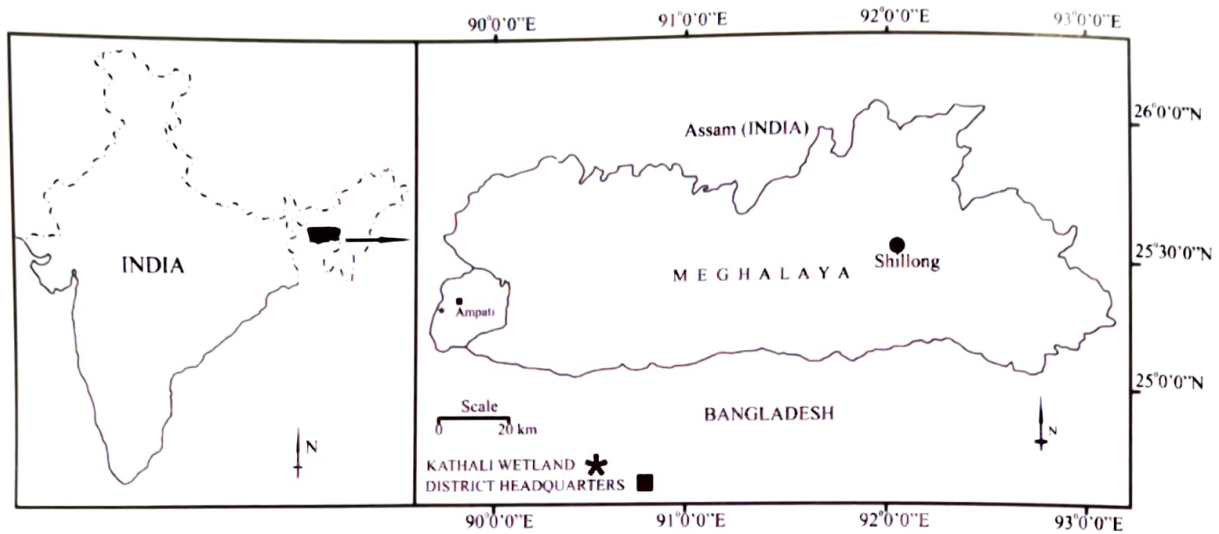 90°0'0"E 91°0'0"E 92°0'0"E 93°0'0"E
26°0'0"N
Assam (INDIA)
25°30'0"N
INDIA
MEGHALAYA
Shillong
Ampati
25°0'0"N
Scale
0 20 km
BANGLADESH
N
N
KATHALI WETLAND
DISTRICT HEADQUARTERS
90°0'0"E 91°0'0"E 92°0'0"E 93°0'0"E